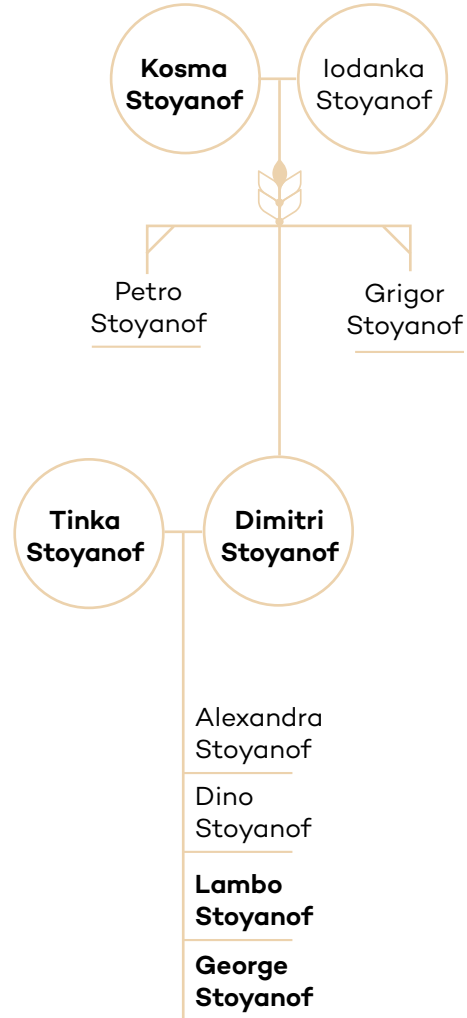 Kosma
Stoyanof
Iodanka
Stoyanof
Petro
Stoyanof
Grigor
Stoyanof
Tinka
Stoyanof
Dimitri
Stoyanof
Alexandra
Stoyanof
Dino
Stoyanof
Lambo
Stoyanof
George
Stoyanof